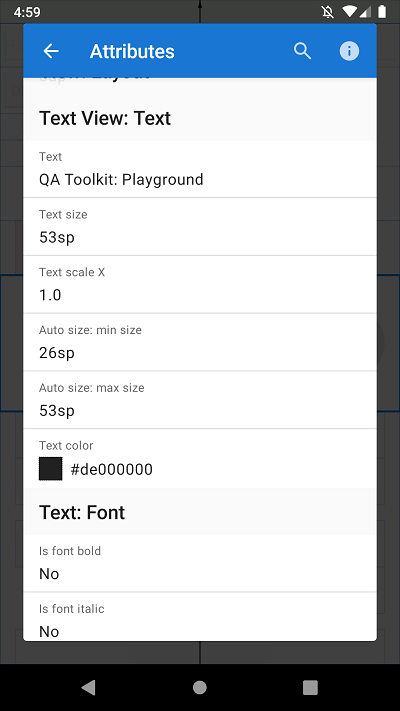 4:59
Attributes
Text View: Text
Text
QA Toolkit: Playground
Text size
53sp
Text scale X
1.0
Auto size: min size
26sp
Auto size: max size
53sp
Text color
#de000000
Text: Font
Is font bold
No
Is font italic
No